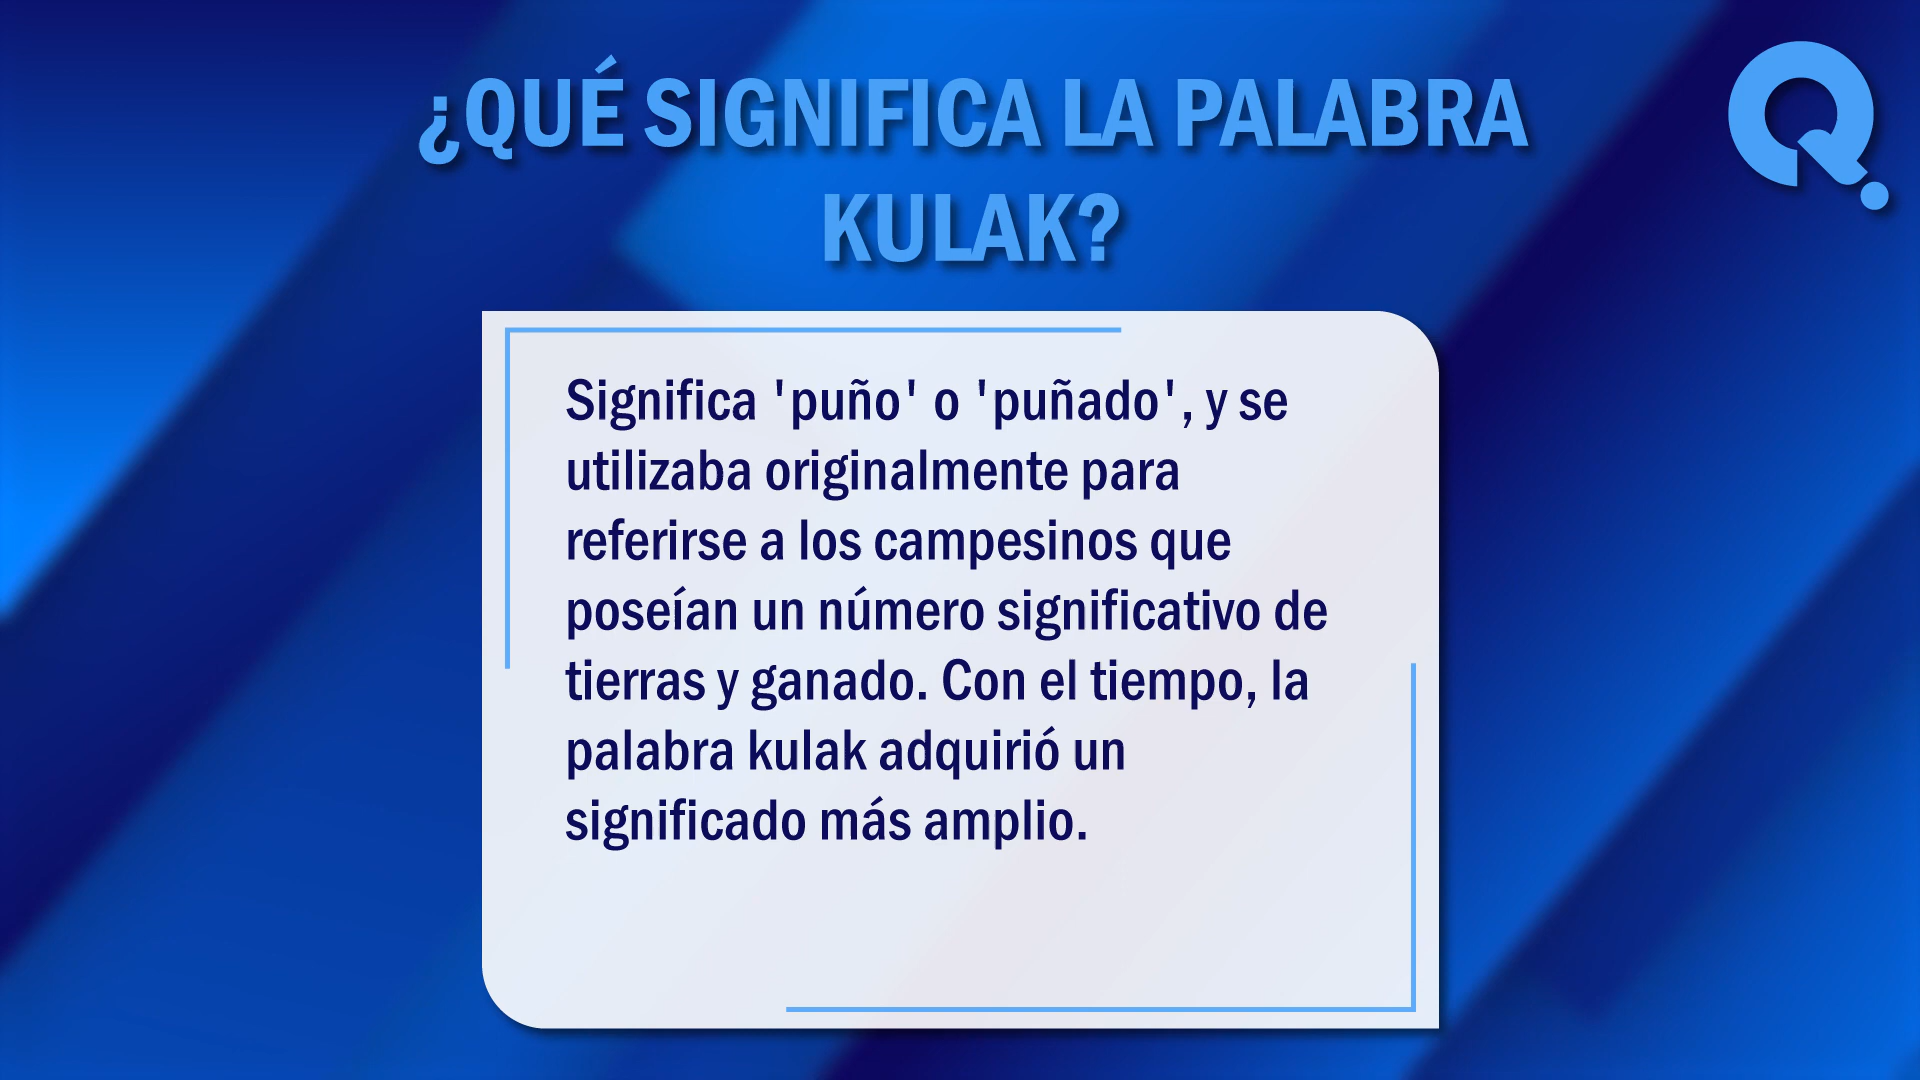 ¿QUÉ SIGNIFICA LA PALABRA
KULAK?
Significa 'puño' o 'puñado', y se
utilizaba originalmente para
referirse a los campesinos que
poseían un número significativo de
tierras y ganado. Con el tiempo, la
palabra kulak adquirió un
significado más amplio.